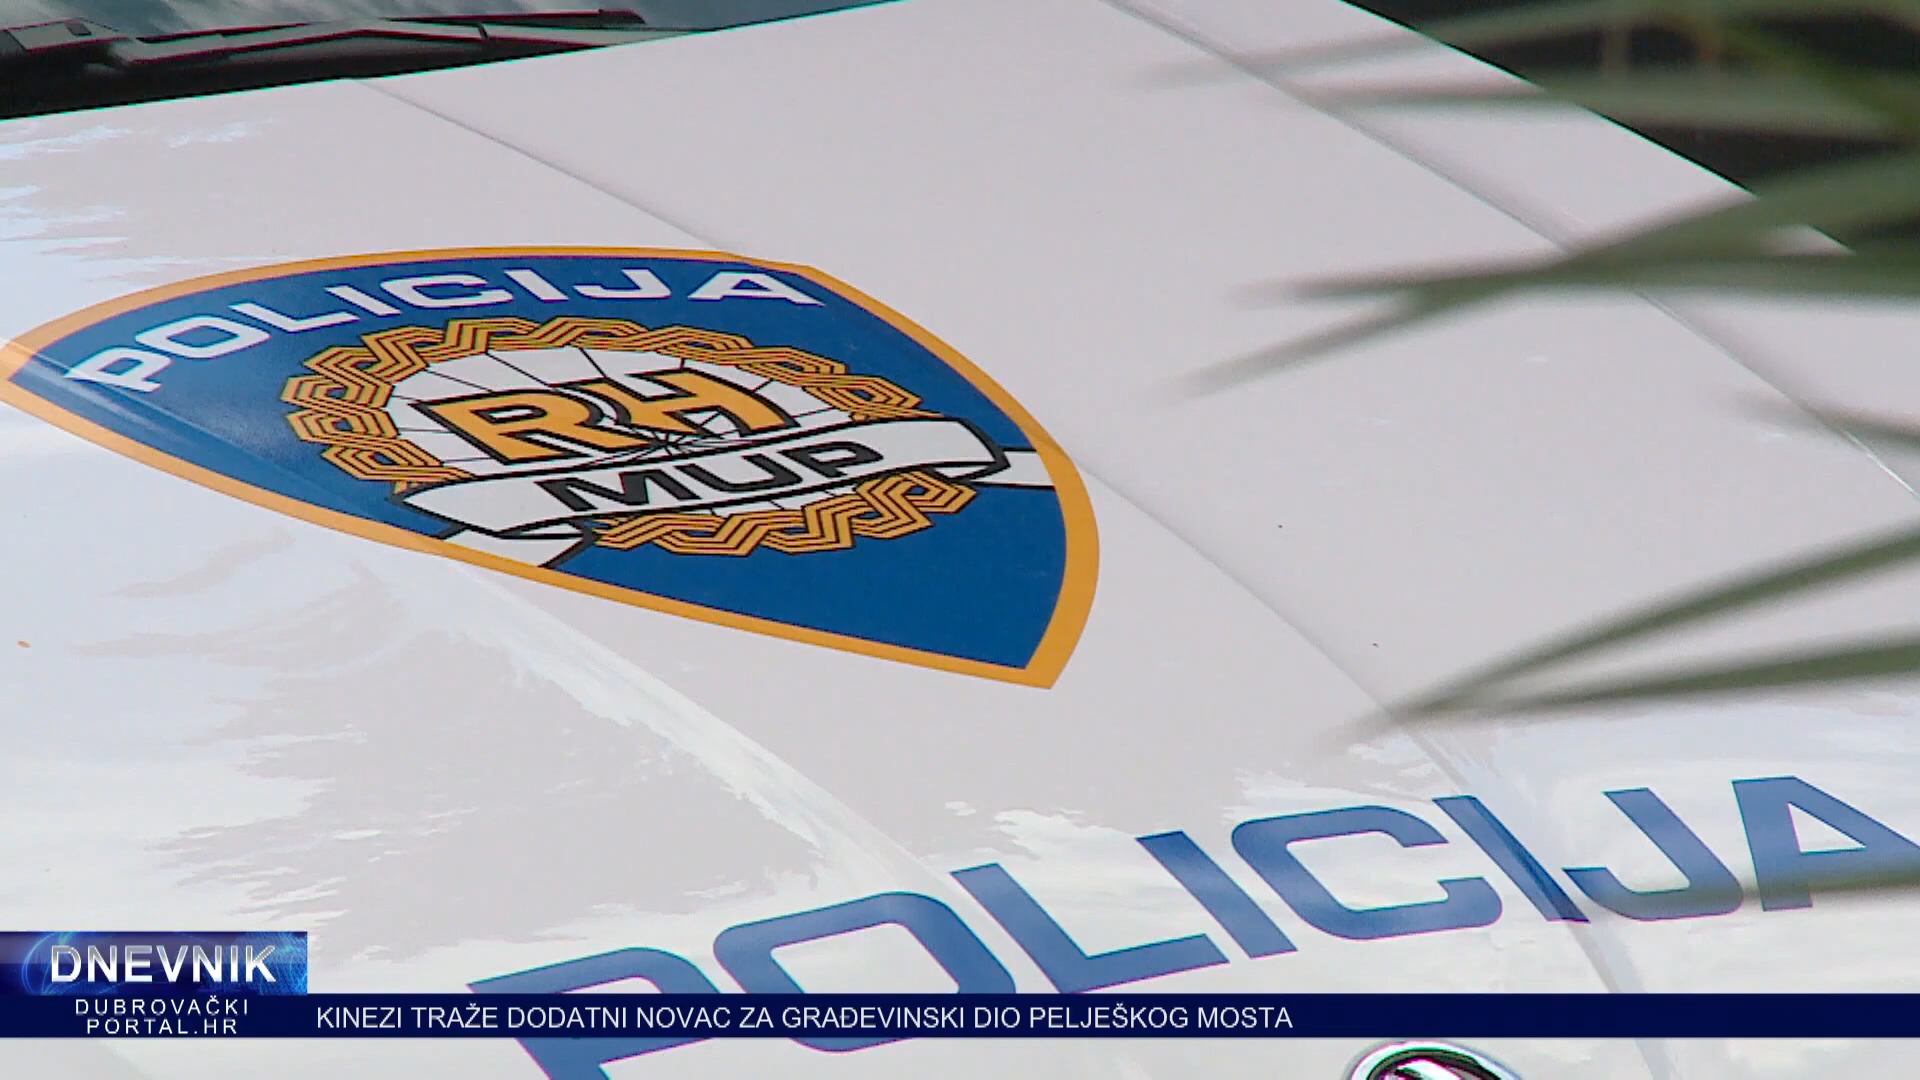 POLICIJA
RH
MUP
POLICIJA
DNEVNIK
DUBROVAČKI
PORTAL.HR
KINEZI TRAŽE DODATNI NOVAC ZA GRAĐEVINSKI DIO PELJEŠKOG MOSTA